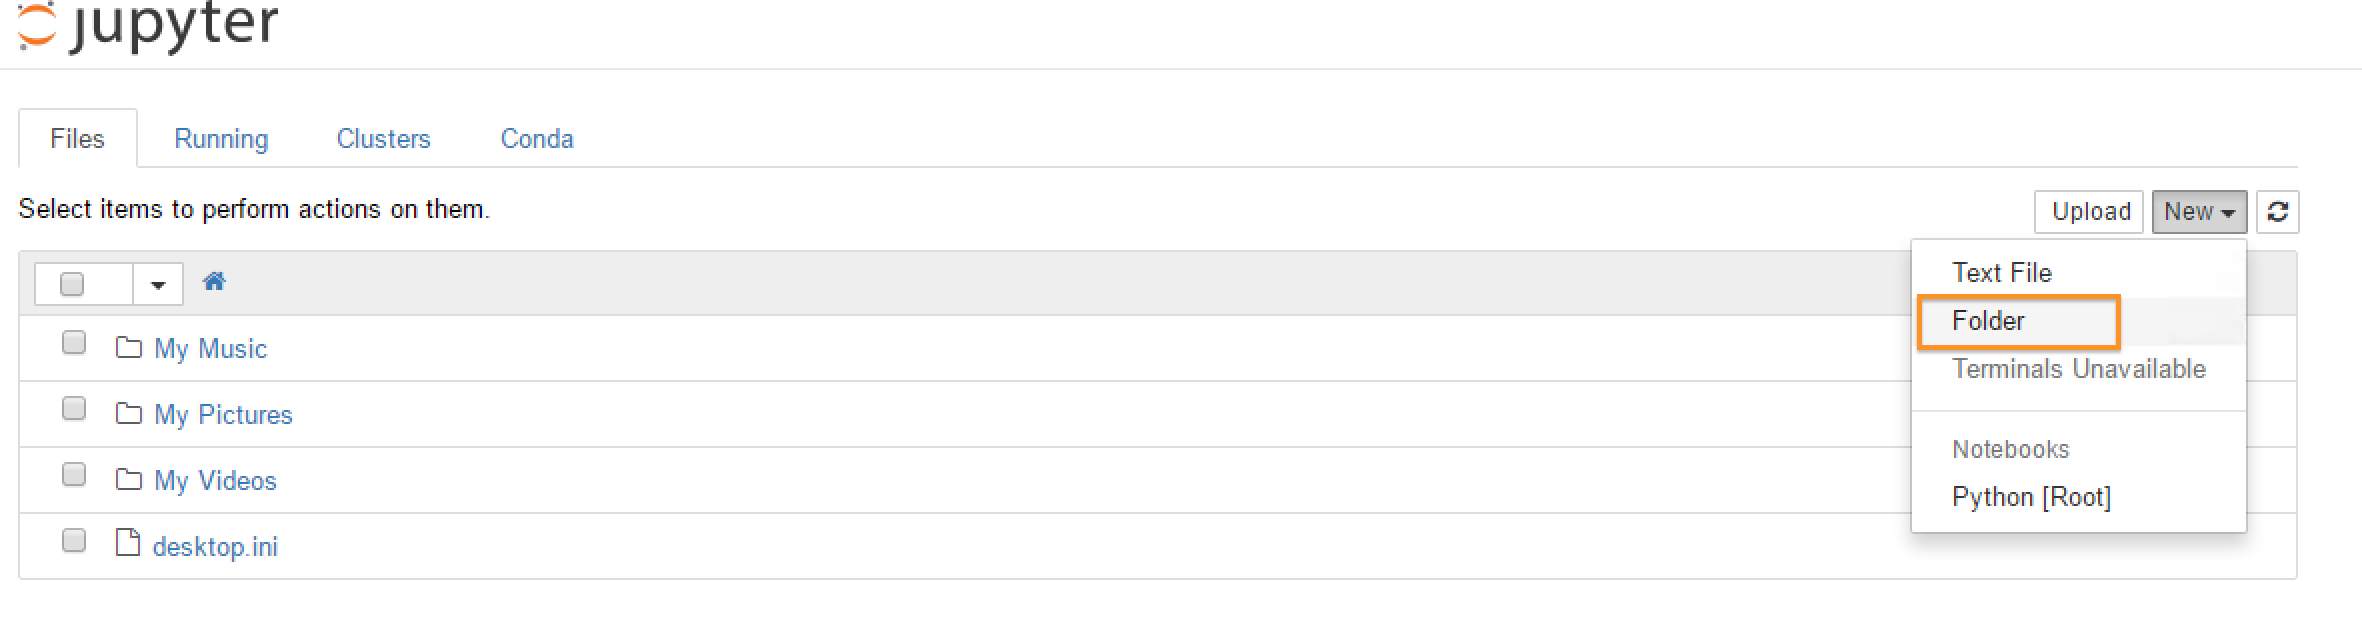 jupyter
Files Running Clusters Conda
Select items to perform actions on them.
Upload New
Text File
Folder
Terminals Unavailable
Notebooks
Python [Root]
My Music
My Pictures
My Videos
desktop.ini